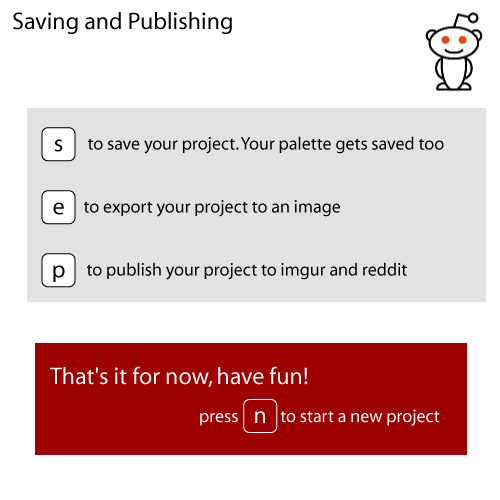 Saving and Publishing
s to save your project. Your palette gets saved too
e to export your project to an image
p to publish your project to imgur and reddit
That's it for now, have fun!
press n to start a new project